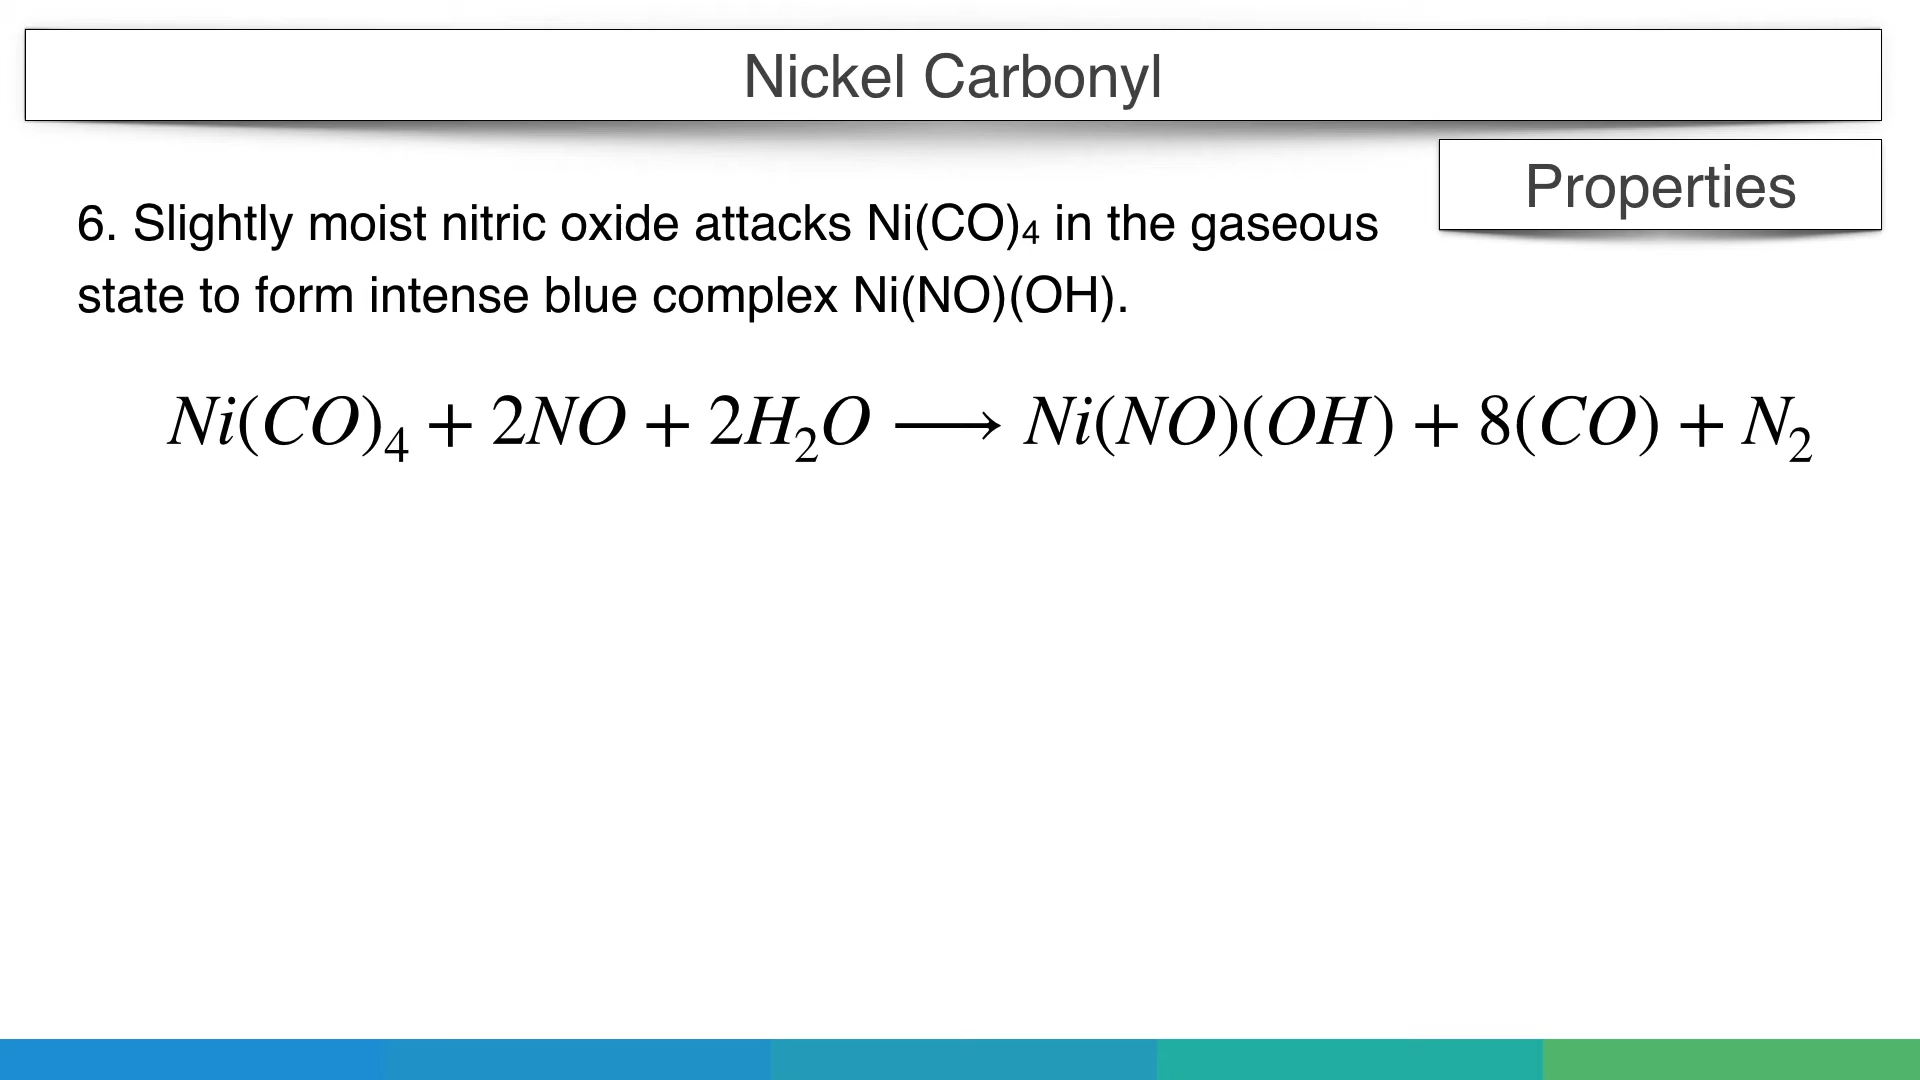 Nickel Carbonyl
Properties
6. Slightly moist nitric oxide attacks Ni(CO)₄ in the gaseous
state to form intense blue complex Ni(NO)(OH).
Ni(CO)₄ + 2NO + 2H₂O ⟶ Ni(NO)(OH) + 8(CO) + N₂